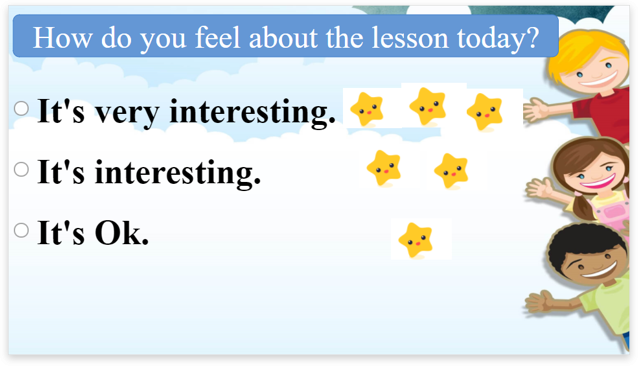 How do you feel about the lesson today?
It's very interesting.
It's interesting.
It's Ok.